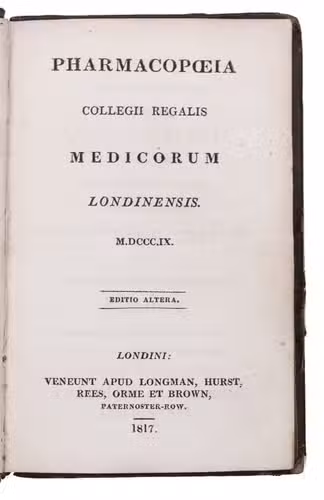 PHARMACOPŒIA
COLLEGII REGALIS
MEDICORUM
LONDINENSIS.
M.DCCC.IX.
EDITIO ALTERA.
LONDINI:
VENEUNT APUD LONGMAN, HURST,
REES, ORME ET BROWN,
PATERNOSTER-ROW.
1817.